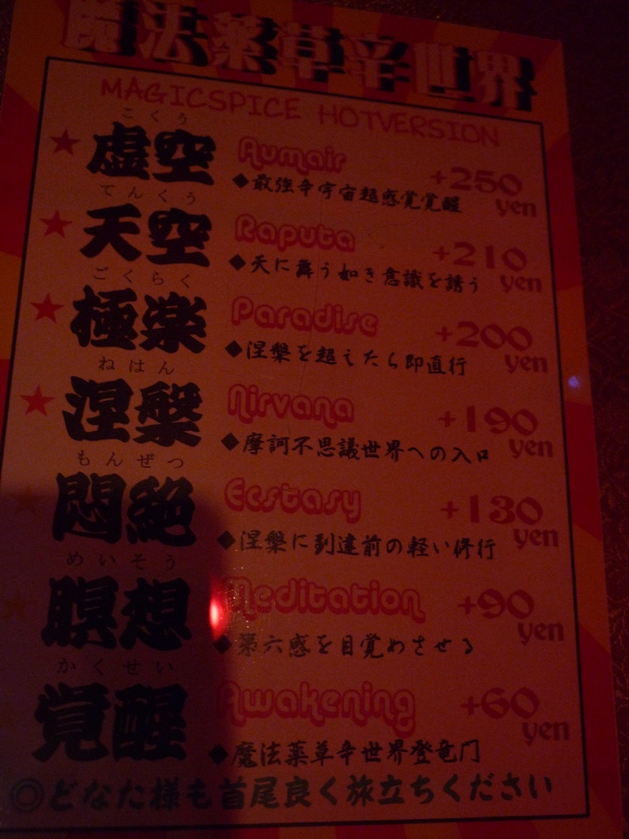 魔法薬草辛世界
MAGICSPICE HOTVERSION
こくう
★虚空 Aumair +250 yen
◆最強辛宇宙超感覚覚醒
てんくう
★天空 Raputa +210 yen
◆天に舞う如き意識を誘う
ごくらく
★極楽 Paradise +200 yen
◆涅槃を超えたら即直行
ねはん
★涅槃 Nirvana +190 yen
◆摩訶不思議世界への入口
もんぜつ
★悶絶 Ecstasy +130 yen
◆涅槃に到達前の軽い修行
めいそう
★瞑想 Meditation +90 yen
◆第六感を目覚めさせる
かくせい
覚醒 Awakening +60 yen
◆魔法薬草辛世界登竜門
◎どなた様も首尾良く旅立ちください